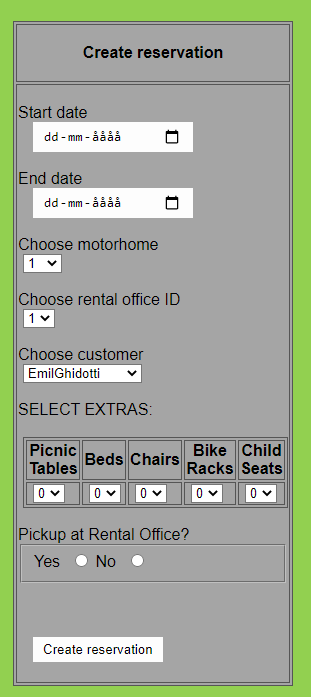 Create reservation
Start date
dd-mm-åååå
End date
dd-mm-åååå
Choose motorhome
1
Choose rental office ID
1
Choose customer
EmilGhidotti
SELECT EXTRAS:
Picnic Tables Beds Chairs Bike Racks Child Seats
0 0 0 0 0
Pickup at Rental Office?
Yes No
Create reservation